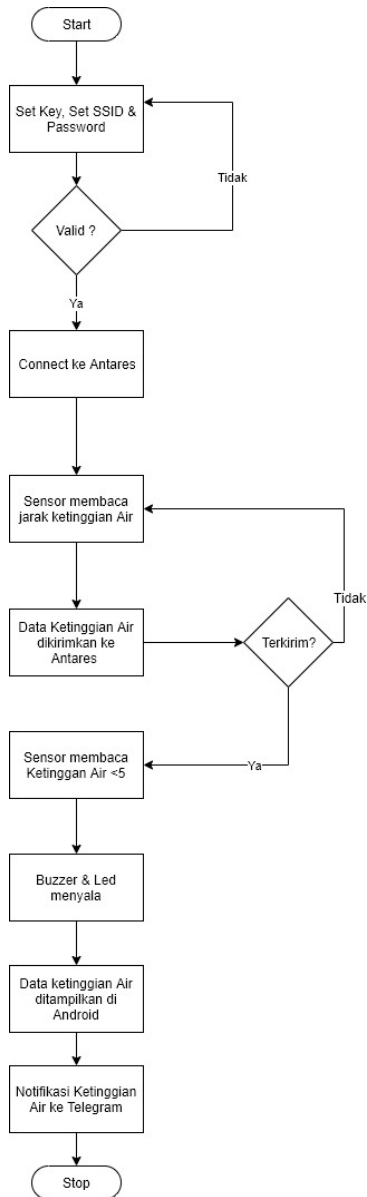 Start
Set Key, Set SSID &
Password
Tidak
Valid ?
Ya
Connect ke Antares
Sensor membaca
jarak ketinggian Air
Tidak
Data Ketinggian Air
dikirimkan ke
Antares
Terkirim?
Ya
Sensor membaca
Ketinggan Air <5
Buzzer & Led
menyala
Data ketinggian Air
ditampilkan di
Android
Notifikasi Ketinggian
Air ke Telegram
Stop